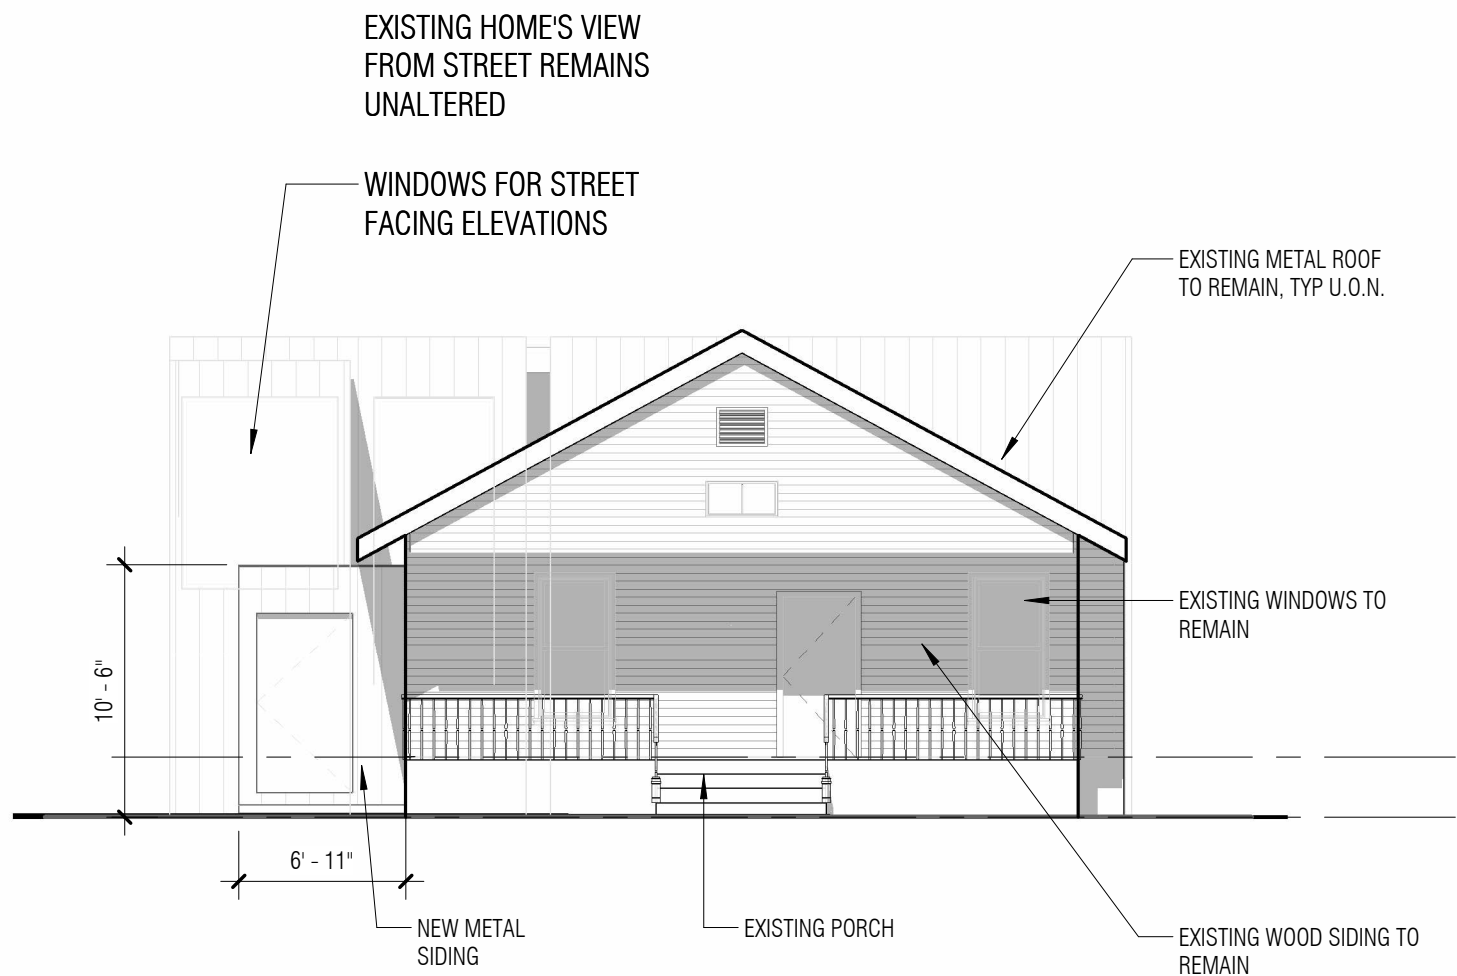 EXISTING HOME'S VIEW
FROM STREET REMAINS
UNALTERED
WINDOWS FOR STREET
FACING ELEVATIONS
EXISTING METAL ROOF
TO REMAIN, TYP U.O.N.
EXISTING WINDOWS TO
REMAIN
10' - 6"
6' - 11"
NEW METAL
SIDING
EXISTING PORCH
EXISTING WOOD SIDING TO
REMAIN